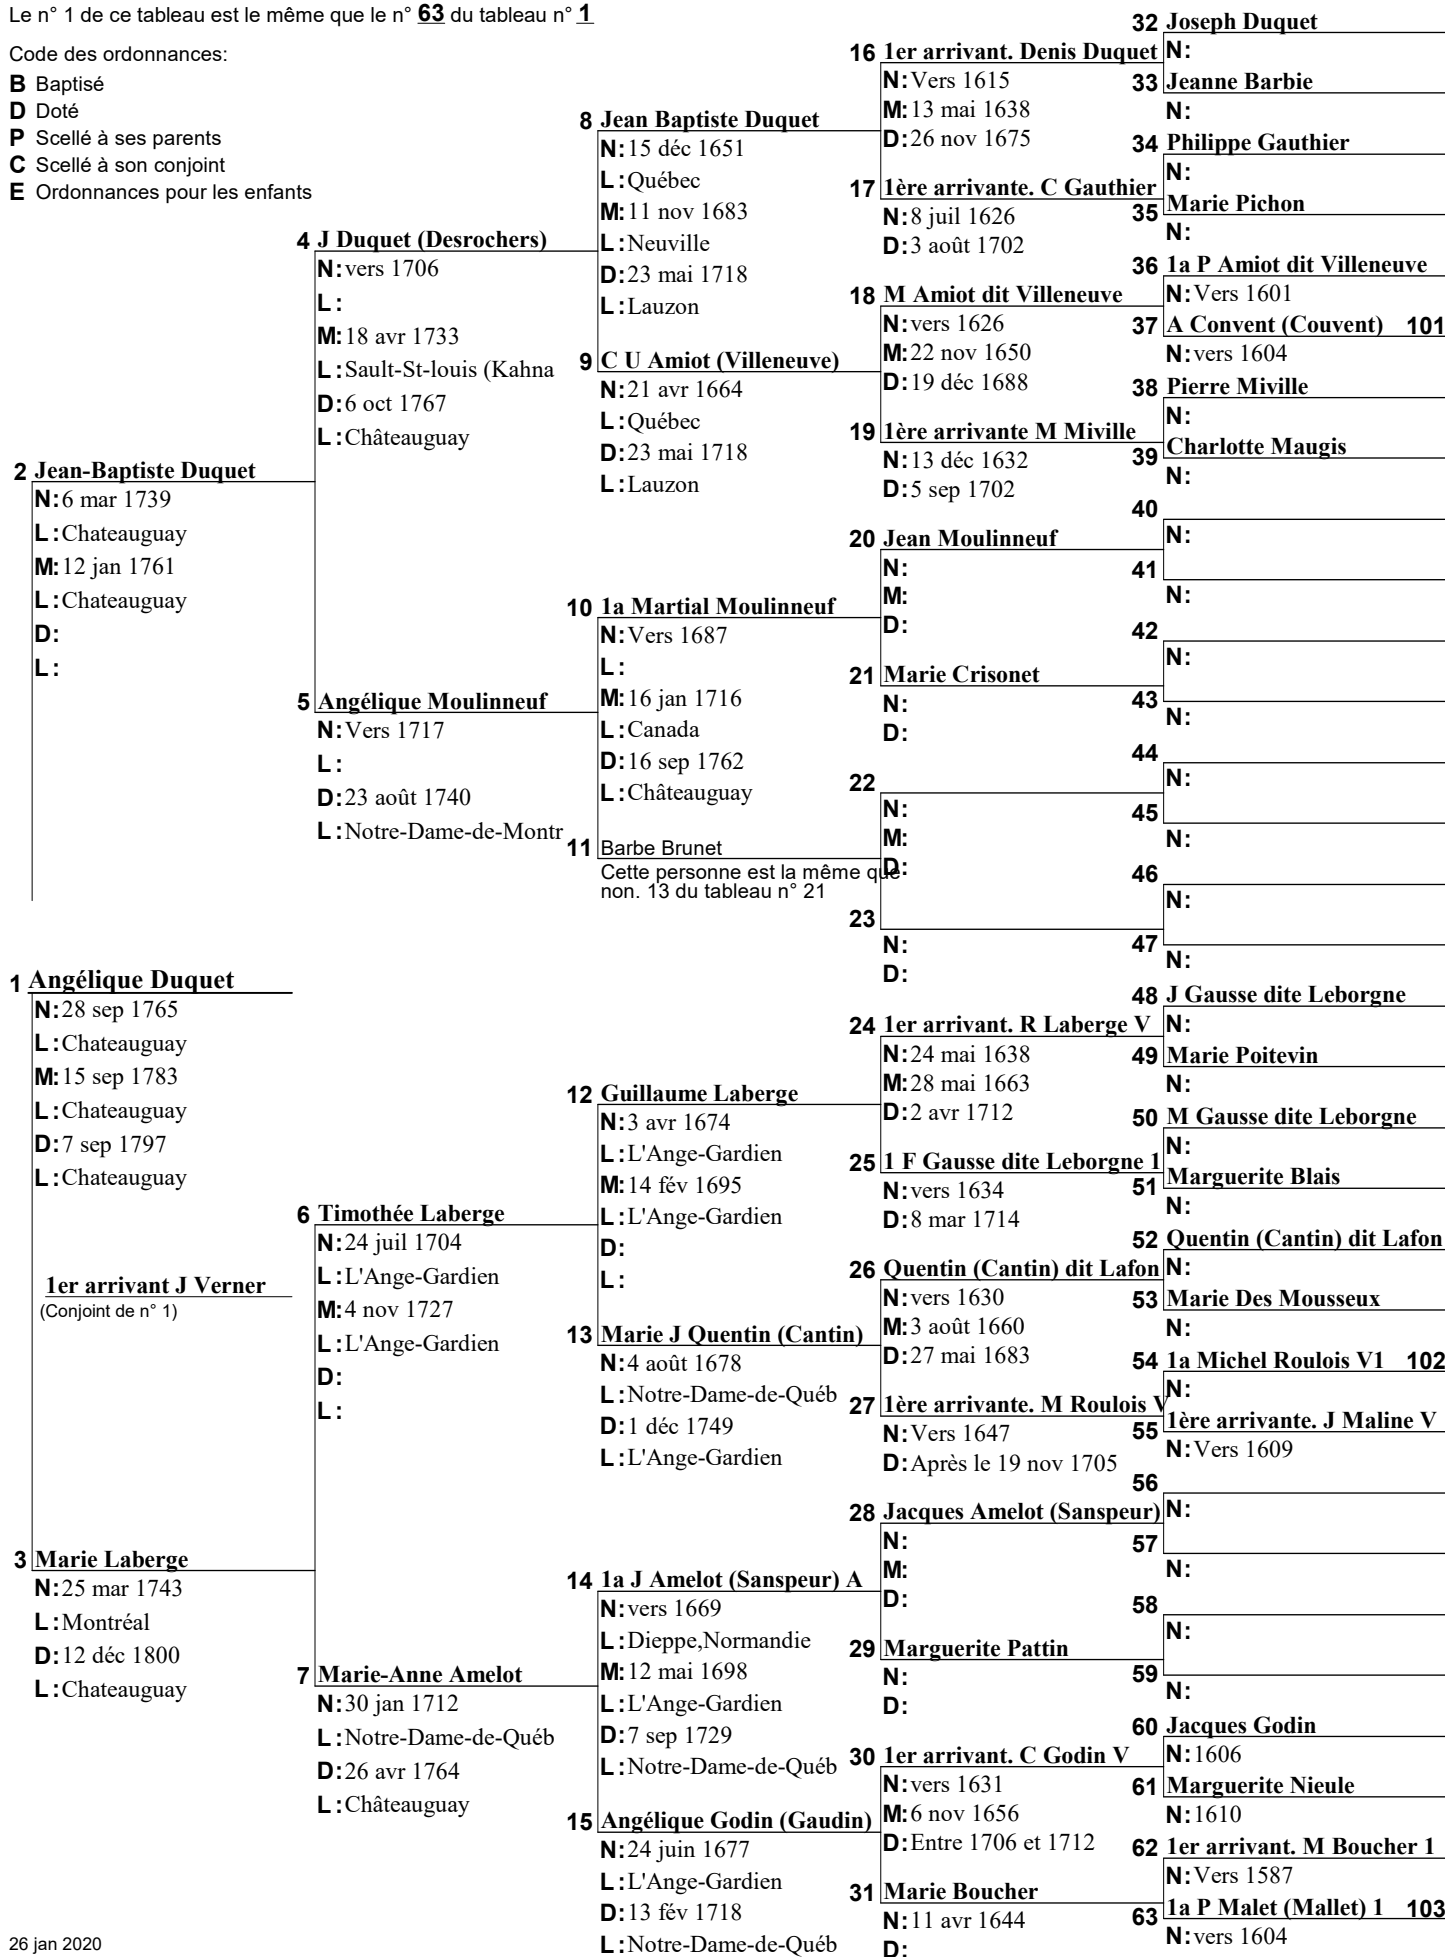 Le n° 1 de ce tableau est le même que le n° 63 du tableau n° 1
Code des ordonnances:
B Baptisé
D Doté
P Scellé à ses parents
C Scellé à son conjoint
E Ordonnances pour les enfants
2 Jean-Baptiste Duquet
N: 6 mar 1739
L: Chateauguay
M: 12 jan 1761
L: Chateauguay
D:
L:
1 Angélique Duquet
N: 28 sep 1765
L: Chateauguay
M: 15 sep 1783
L: Chateauguay
D: 7 sep 1797
L: Chateauguay
1er arrivant J Verner
(Conjoint de n° 1)
3 Marie Laberge
N: 25 mar 1743
L: Montréal
D: 12 déc 1800
L: Chateauguay
26 jan 2020
4 J Duquet (Desrochers)
N: vers 1706
L:
M: 18 avr 1733
L: Sault-St-louis (Kahna
D: 6 oct 1767
L: Châteauguay
5 Angélique Moulinneuf
N: Vers 1717
L:
D: 23 août 1740
L: Notre-Dame-de-Montr
6 Timothée Laberge
N: 24 juil 1704
L: L'Ange-Gardien
M: 4 nov 1727
L: L'Ange-Gardien
D:
L:
7 Marie-Anne Amelot
N: 30 jan 1712
L: Notre-Dame-de-Québ
D: 26 avr 1764
L: Châteauguay
8 Jean Baptiste Duquet
N: 15 déc 1651
L: Québec
M: 11 nov 1683
L: Neuville
D: 23 mai 1718
L: Lauzon
9 C U Amiot (Villeneuve)
N: 21 avr 1664
L: Québec
D: 23 mai 1718
L: Lauzon
10 1a Martial Moulinneuf
N: Vers 1687
L:
M: 16 jan 1716
L: Canada
D: 16 sep 1762
L: Châteauguay
11 Barbe Brunet
Cette personne est la même que
non. 13 du tableau n° 21
12 Guillaume Laberge
N: 3 avr 1674
L: L'Ange-Gardien
M: 14 fév 1695
L: L'Ange-Gardien
D:
L:
13 Marie J Quentin (Cantin)
N: 4 août 1678
L: Notre-Dame-de-Québ
D: 1 déc 1749
L: L'Ange-Gardien
14 1a J Amelot (Sanspeur) A
N: vers 1669
L: Dieppe,Normandie
M: 12 mai 1698
L: L'Ange-Gardien
D: 7 sep 1729
L: Notre-Dame-de-Québ
15 Angélique Godin (Gaudin)
N: 24 juin 1677
L: L'Ange-Gardien
D: 13 fév 1718
L: Notre-Dame-de-Québ
16 1er arrivant. Denis Duquet
N: Vers 1615
M: 13 mai 1638
D: 26 nov 1675
17 1ère arrivante. C Gauthier
N: 8 juil 1626
D: 3 août 1702
18 M Amiot dit Villeneuve
N: vers 1626
M: 22 nov 1650
D: 19 déc 1688
19 1ère arrivante M Miville
N: 13 déc 1632
D: 5 sep 1702
20 Jean Moulinneuf
N:
M:
D:
21 Marie Crisonet
N:
D:
22
N:
M:
D:
23
N:
D:
24 1er arrivant. R Laberge V
N: 24 mai 1638
M: 28 mai 1663
D: 2 avr 1712
25 1 F Gausse dite Leborgne 1
N: vers 1634
D: 8 mar 1714
26 Quentin (Cantin) dit Lafon
N: vers 1630
M: 3 août 1660
D: 27 mai 1683
27 1ère arrivante. M Roulois V
N: Vers 1647
D: Après le 19 nov 1705
28 Jacques Amelot (Sanspeur)
N:
M:
D:
29 Marguerite Pattin
N:
D:
30 1er arrivant. C Godin V
N: vers 1631
M: 6 nov 1656
D: Entre 1706 et 1712
31 Marie Boucher
N: 11 avr 1644
D:
32 Joseph Duquet
N:
33 Jeanne Barbie
N:
34 Philippe Gauthier
N:
35 Marie Pichon
N:
36 1a P Amiot dit Villeneuve
N: Vers 1601
37 A Convent (Couvent) 101
N: vers 1604
38 Pierre Miville
N:
39 Charlotte Maugis
N:
40
N:
41
N:
42
N:
43
N:
44
N:
45
N:
46
N:
47
N:
48 J Gausse dite Leborgne
N:
49 Marie Poitevin
N:
50 M Gausse dite Leborgne
N:
51 Marguerite Blais
N:
52 Quentin (Cantin) dit Lafon
N:
53 Marie Des Mousseux
N:
54 1a Michel Roulois V1 102
N:
55 1ère arrivante. J Maline V
N: Vers 1609
56
N:
57
N:
58
N:
59
N:
60 Jacques Godin
N: 1606
61 Marguerite Nieule
N: 1610
62 1er arrivant. M Boucher 1
N: Vers 1587
63 1a P Malet (Mallet) 1 103
N: vers 1604